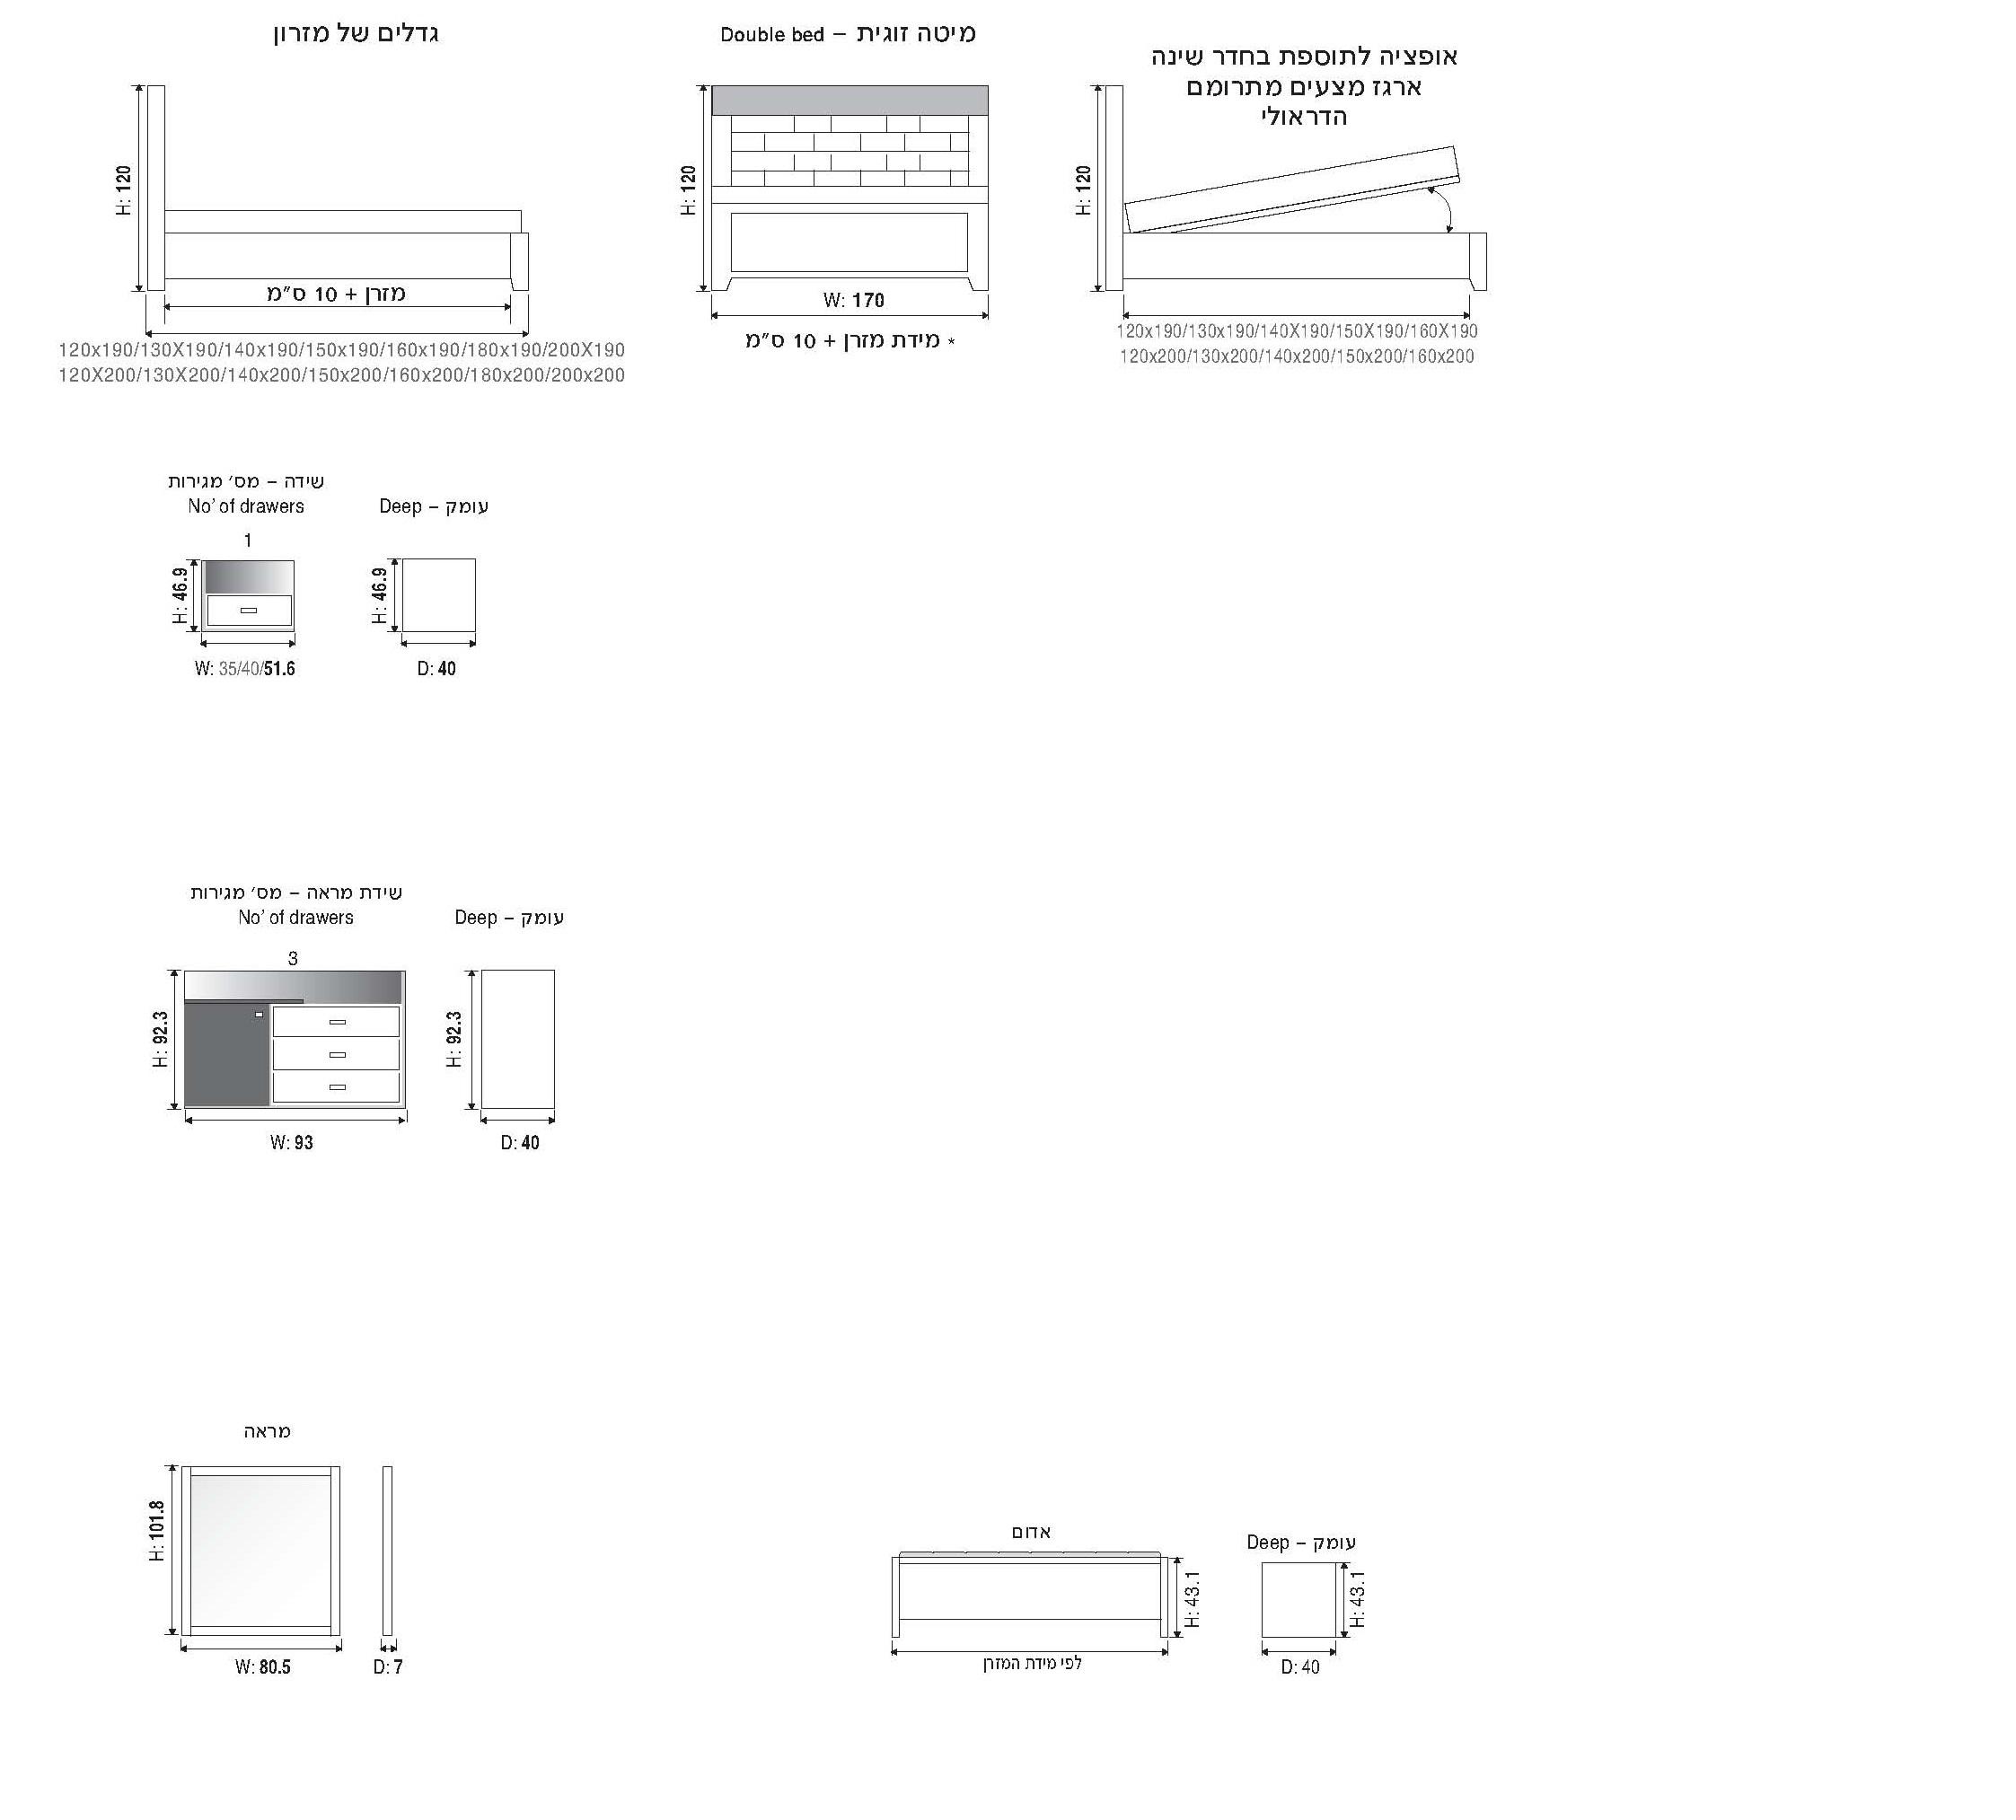 גדלים של מזרון
H: 120
מזרן + 10 ס"מ
120x190/130X190/140x190/150x190/160x190/180x190/200X190
120X200/130X200/140x200/150x200/160x200/180x200/200x200
Double bed – מיטה זוגית
H: 120
W: 170
* מידת מזרן + 10 ס"מ
אופציה לתוספת בחדר שינה
ארגז מצעים מתרומם
הדראולי
H: 120
120x190/130x190/140X190/150X190/160X190
120x200/130x200/140x200/150x200/160x200
שידה – מס' מגירות
No' of drawers
1
H: 46.9
W: 35/40/51.6
Deep – עומק
H: 46.9
D: 40
שידת מראה – מס' מגירות
No' of drawers
3
H: 92.3
W: 93
Deep – עומק
H: 92.3
D: 40
מראה
H: 101.8
W: 80.5
D: 7
אדום
H: 43.1
לפי מידת המזרן
Deep – עומק
H: 43.1
D: 40